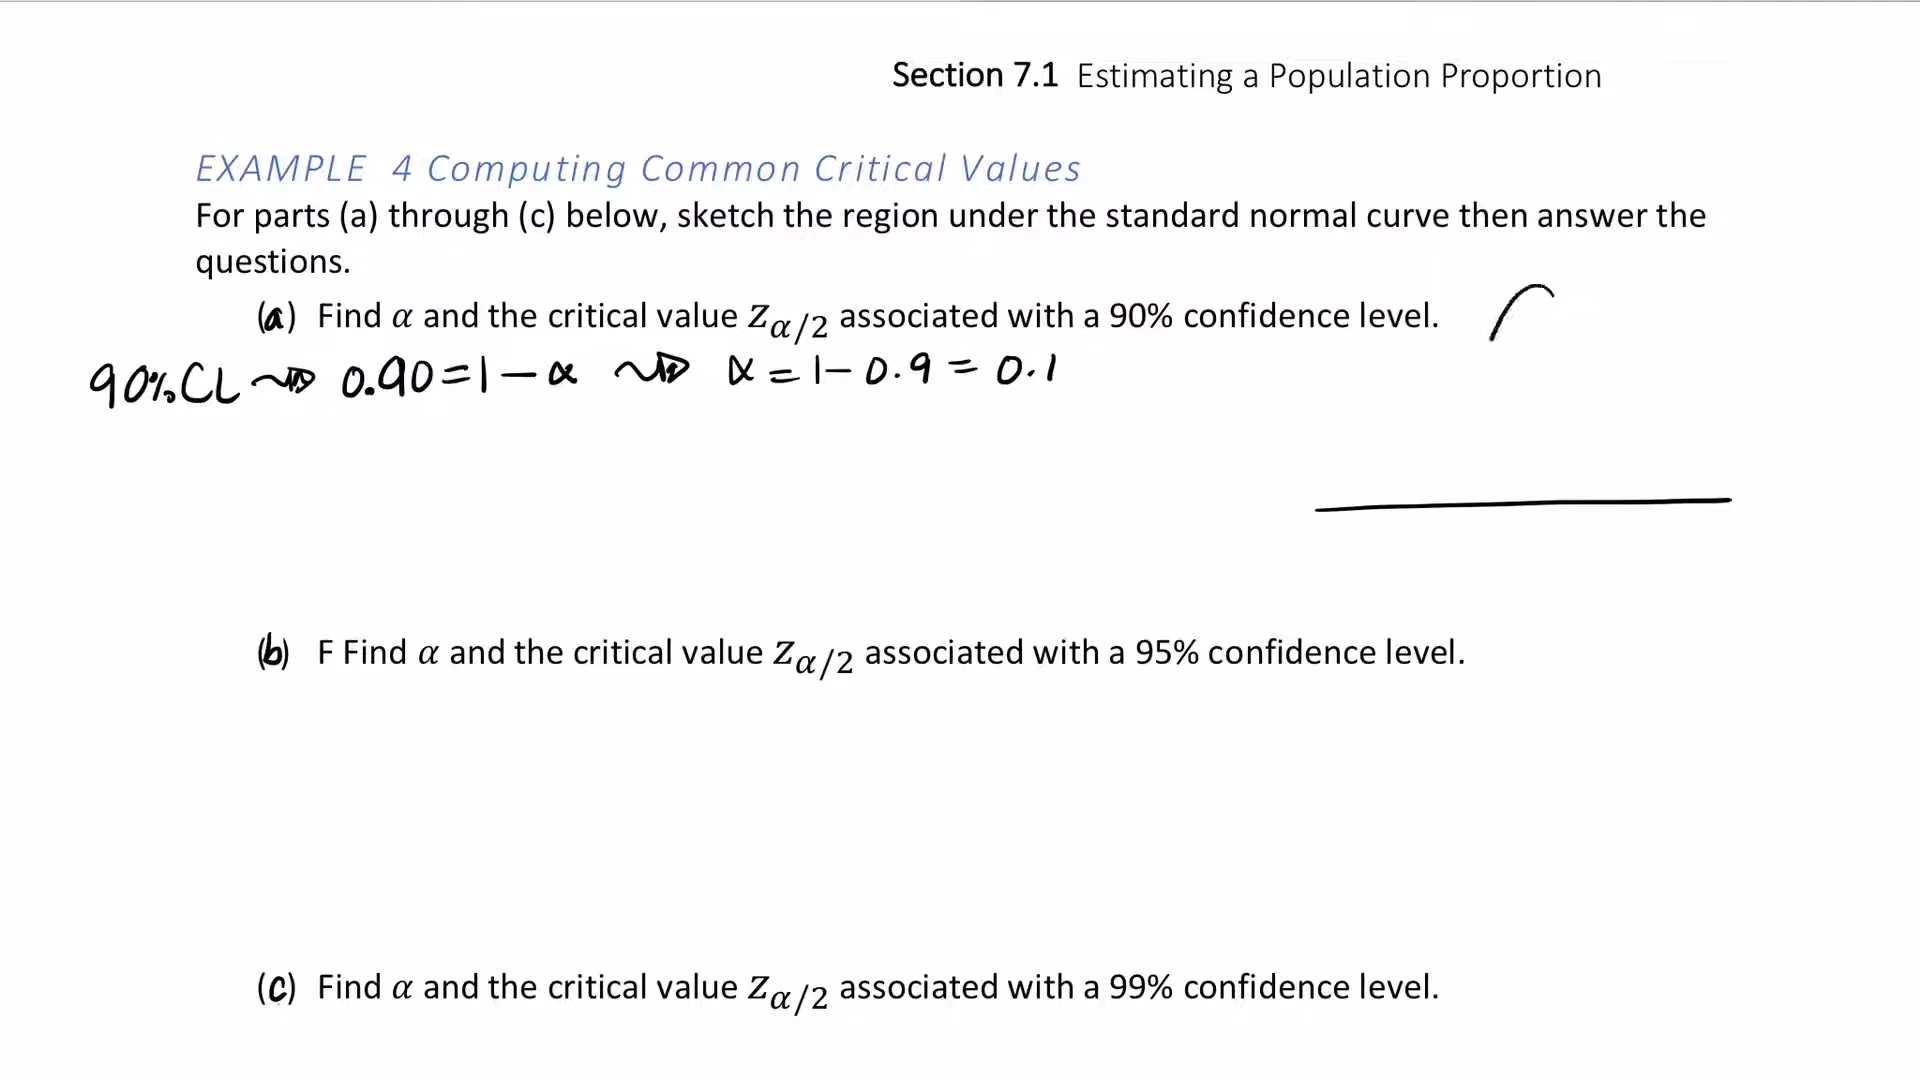 Section 7.1 Estimating a Population Proportion
EXAMPLE 4 Computing Common Critical Values
For parts (a) through (c) below, sketch the region under the standard normal curve then answer the
questions.
(a) Find α and the critical value Zα/2 associated with a 90% confidence level.
90% CL ⇝ 0.90 = 1 − α ⇝ α = 1 − 0.9 = 0.1
(b) F Find α and the critical value Zα/2 associated with a 95% confidence level.
(c) Find α and the critical value Zα/2 associated with a 99% confidence level.